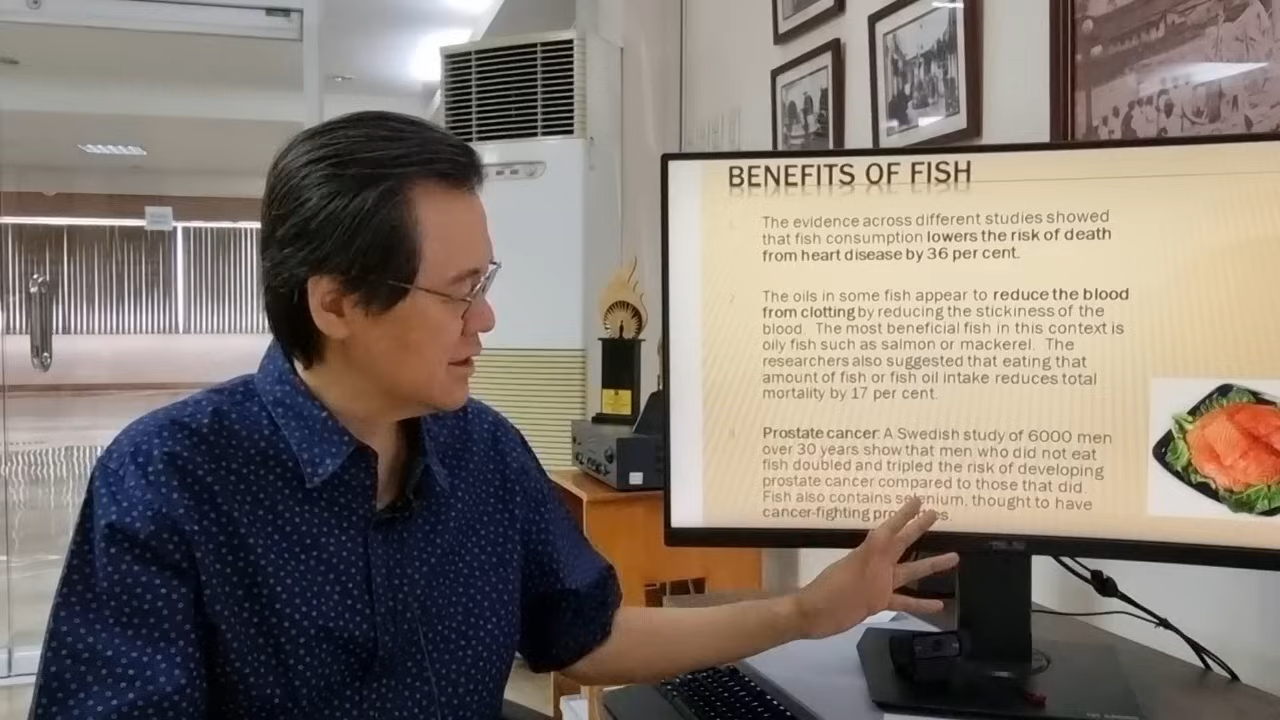 BENEFITS OF FISH
The evidence across different studies showed
that fish consumption lowers the risk of death
from heart disease by 36 per cent.
The oils in some fish appear to reduce the blood
from clotting by reducing the stickiness of the
blood. The most beneficial fish in this context is
oily fish such as salmon or mackerel. The
researchers also suggested that eating that
amount of fish or fish oil intake reduces total
mortality by 17 per cent.
Prostate cancer: A Swedish study of 6000 men
over 30 years show that men who did not eat
fish doubled and tripled the risk of developing
prostate cancer compared to those that did.
Fish also contains selenium, thought to have
cancer-fighting properties.